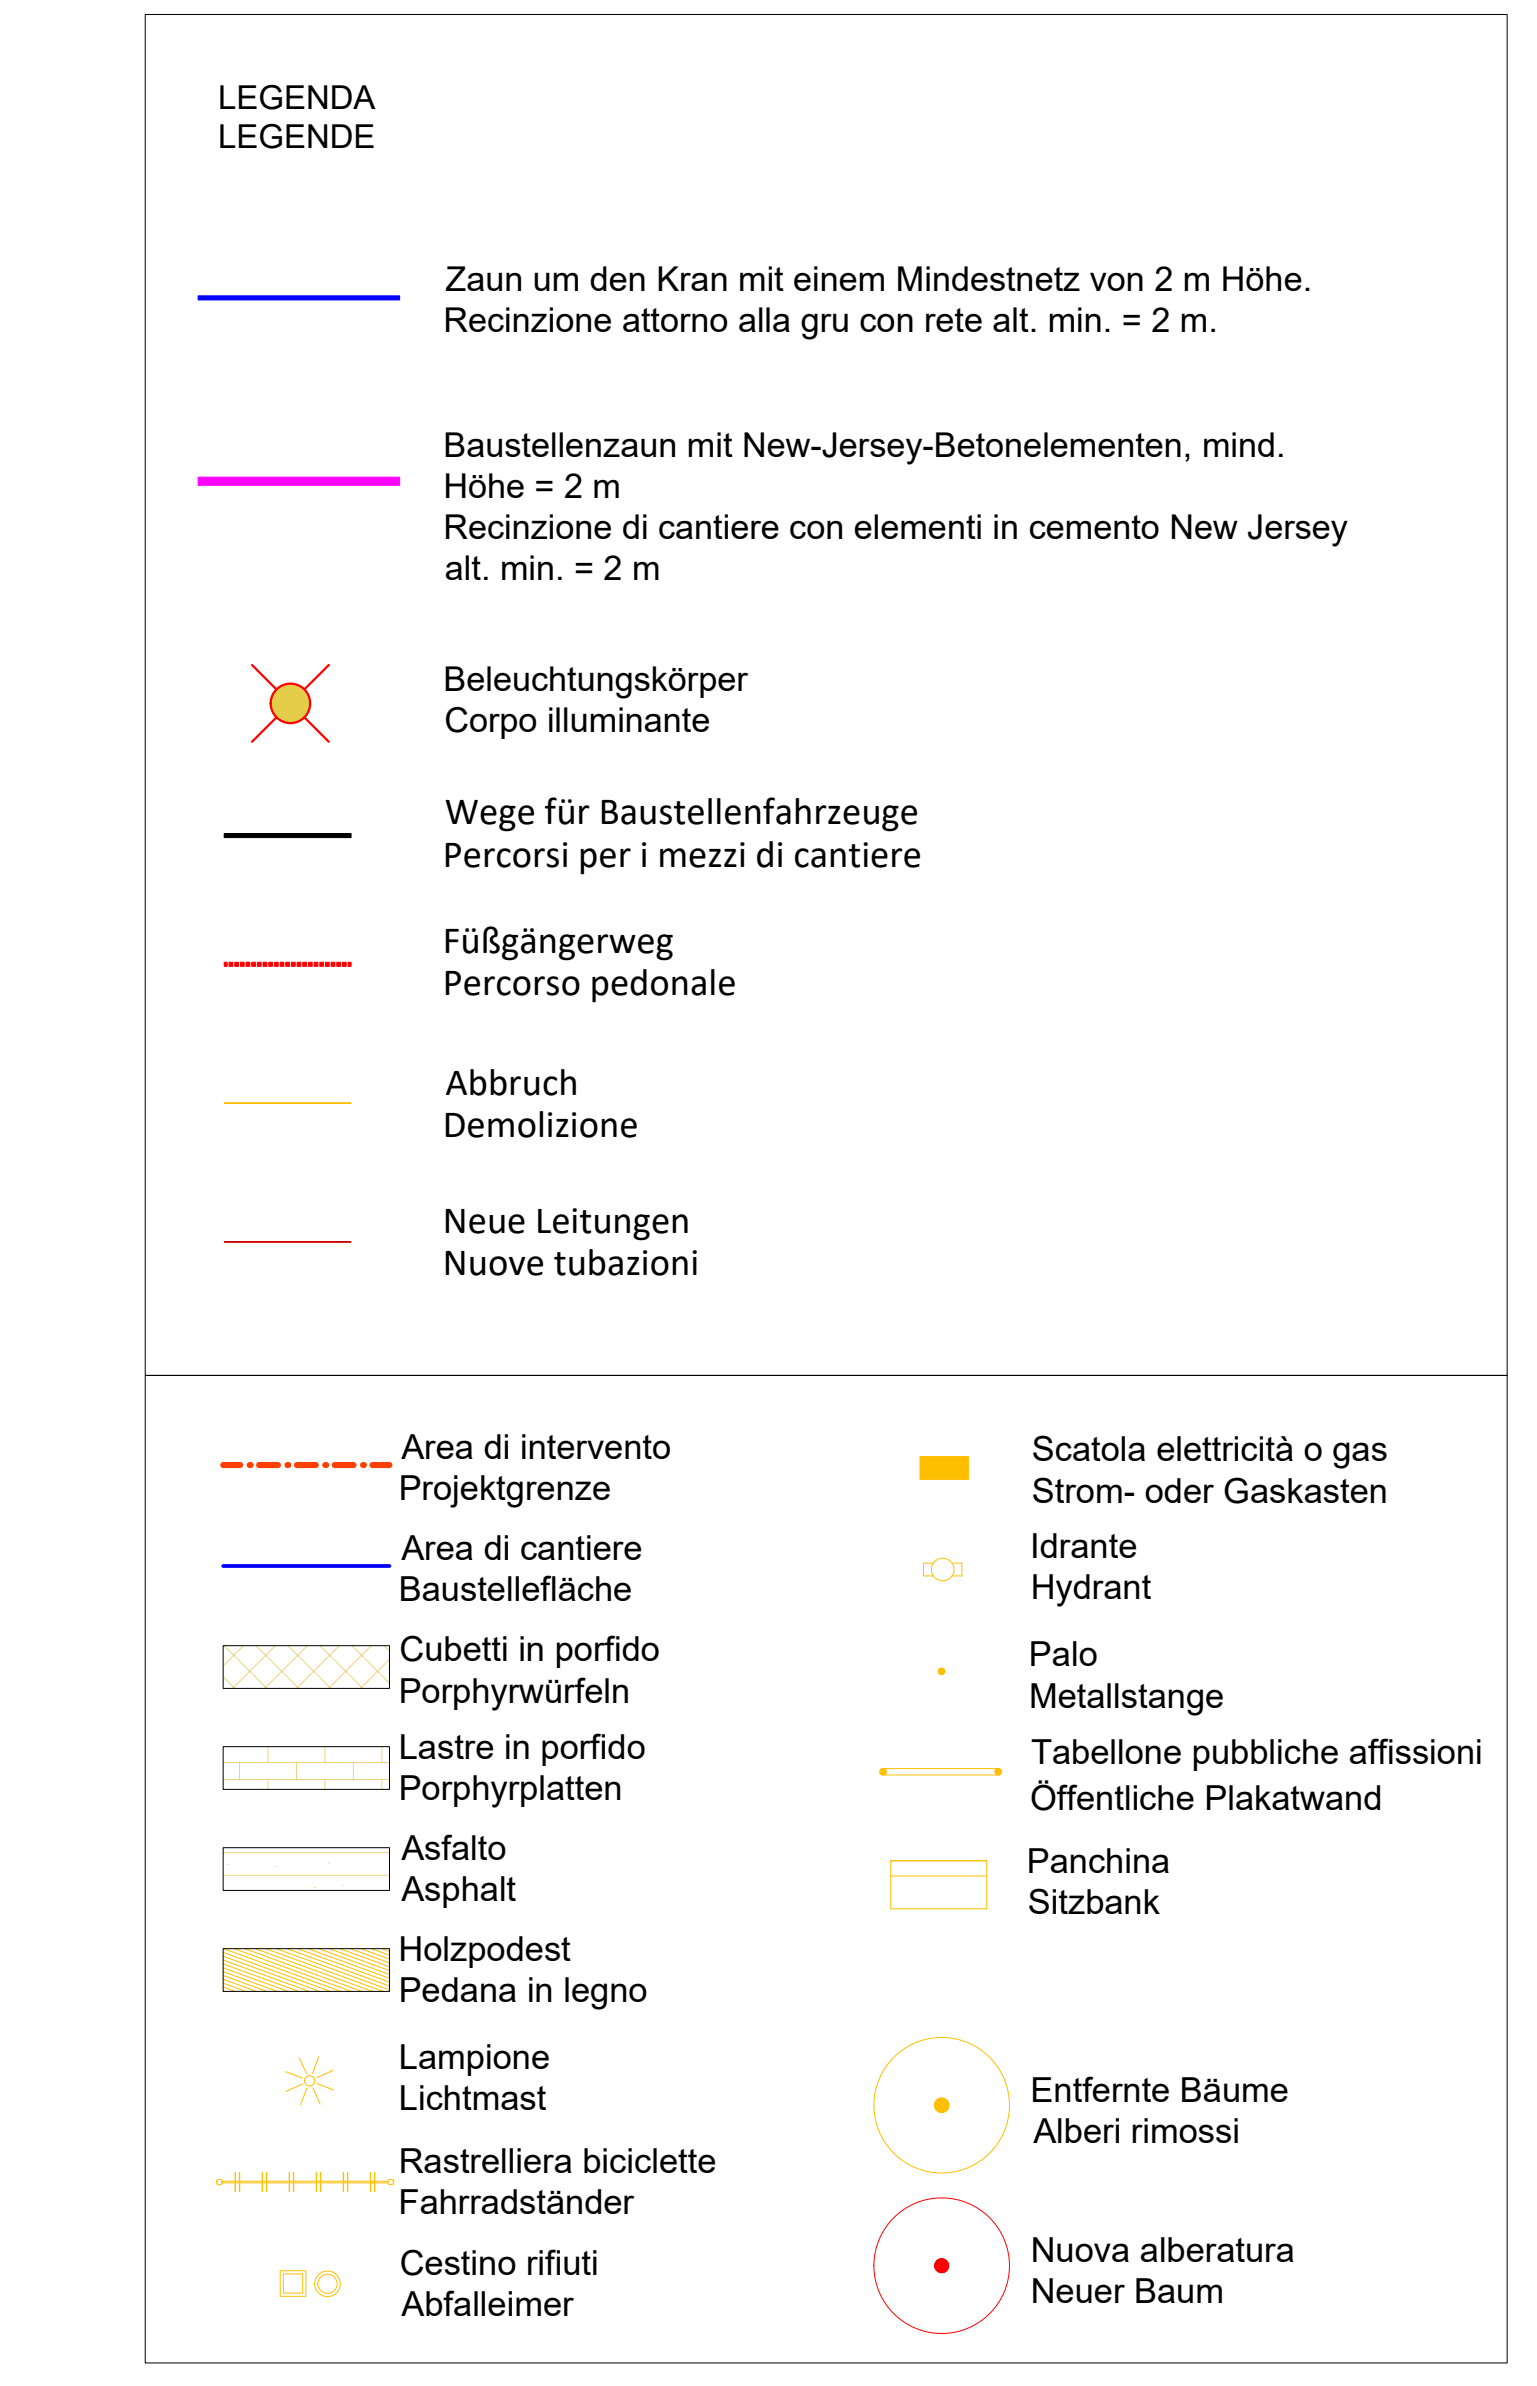 LEGENDA
LEGENDE
Zaun um den Kran mit einem Mindestnetz von 2 m Höhe.
Recinzione attorno alla gru con rete alt. min. = 2 m.
Baustellenzaun mit New-Jersey-Betonelementen, mind.
Höhe = 2 m
Recinzione di cantiere con elementi in cemento New Jersey
alt. min. = 2 m
Beleuchtungskörper
Corpo illuminante
Wege für Baustellenfahrzeuge
Percorsi per i mezzi di cantiere
Füßgängerweg
Percorso pedonale
Abbruch
Demolizione
Neue Leitungen
Nuove tubazioni
Area di intervento
Projektgrenze
Area di cantiere
Baustellefläche
Cubetti in porfido
Porphyrwürfeln
Lastre in porfido
Porphyrplatten
Asfalto
Asphalt
Holzpodest
Pedana in legno
Lampione
Lichtmast
Rastrelliera biciclette
Fahrradständer
Cestino rifiuti
Abfalleimer
Scatola elettricità o gas
Strom- oder Gaskasten
Idrante
Hydrant
Palo
Metallstange
Tabellone pubbliche affissioni
Öffentliche Plakatwand
Panchina
Sitzbank
Entfernte Bäume
Alberi rimossi
Nuova alberatura
Neuer Baum